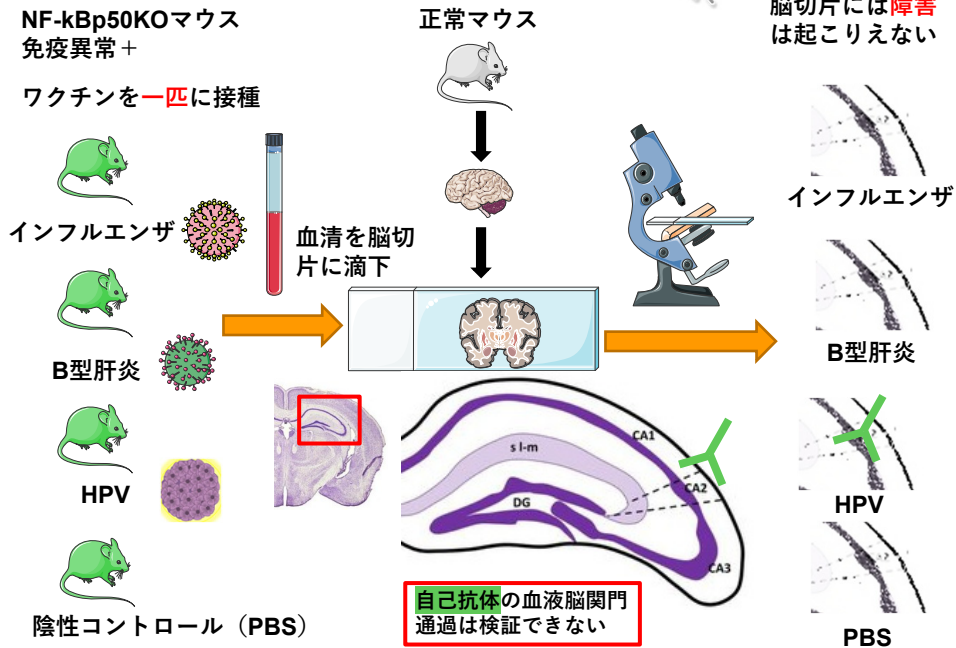 NF-kBp50KOマウス
免疫異常＋
ワクチンを一匹に接種
正常マウス
脳切片には障害
は起こりえない
インフルエンザ
血清を脳切
片に滴下
インフルエンザ
B型肝炎
B型肝炎
HPV
CA1
s l-m
CA2
DG
CA3
HPV
自己抗体の血液脳関門
通過は検証できない
陰性コントロール（PBS）
PBS